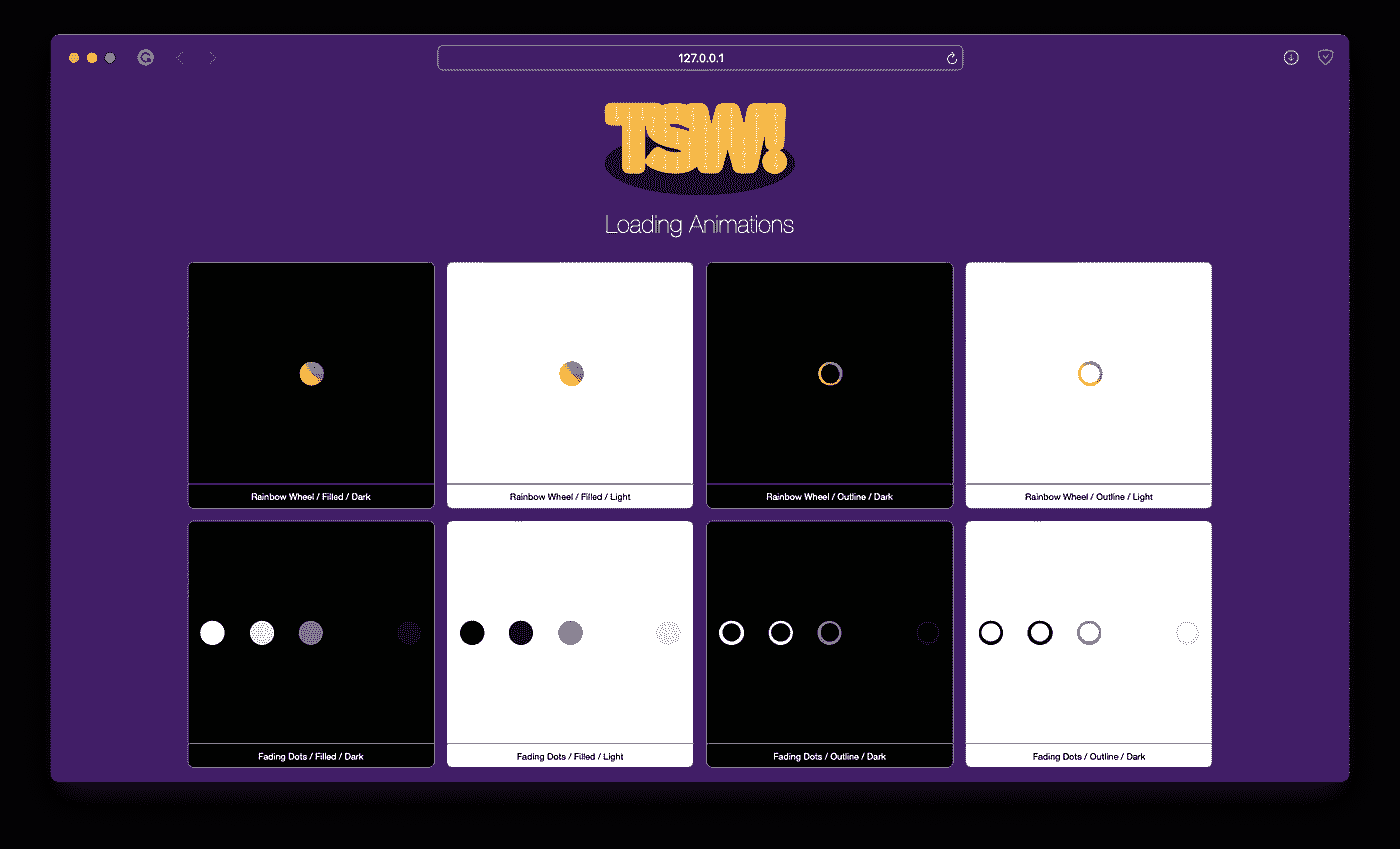 127.0.0.1
TSW!
Loading Animations
Rainbow Wheel / Filled / Dark
Rainbow Wheel / Filled / Light
Rainbow Wheel / Outline / Dark
Rainbow Wheel / Outline / Light
Fading Dots / Filled / Dark
Fading Dots / Filled / Light
Fading Dots / Outline / Dark
Fading Dots / Outline / Dark